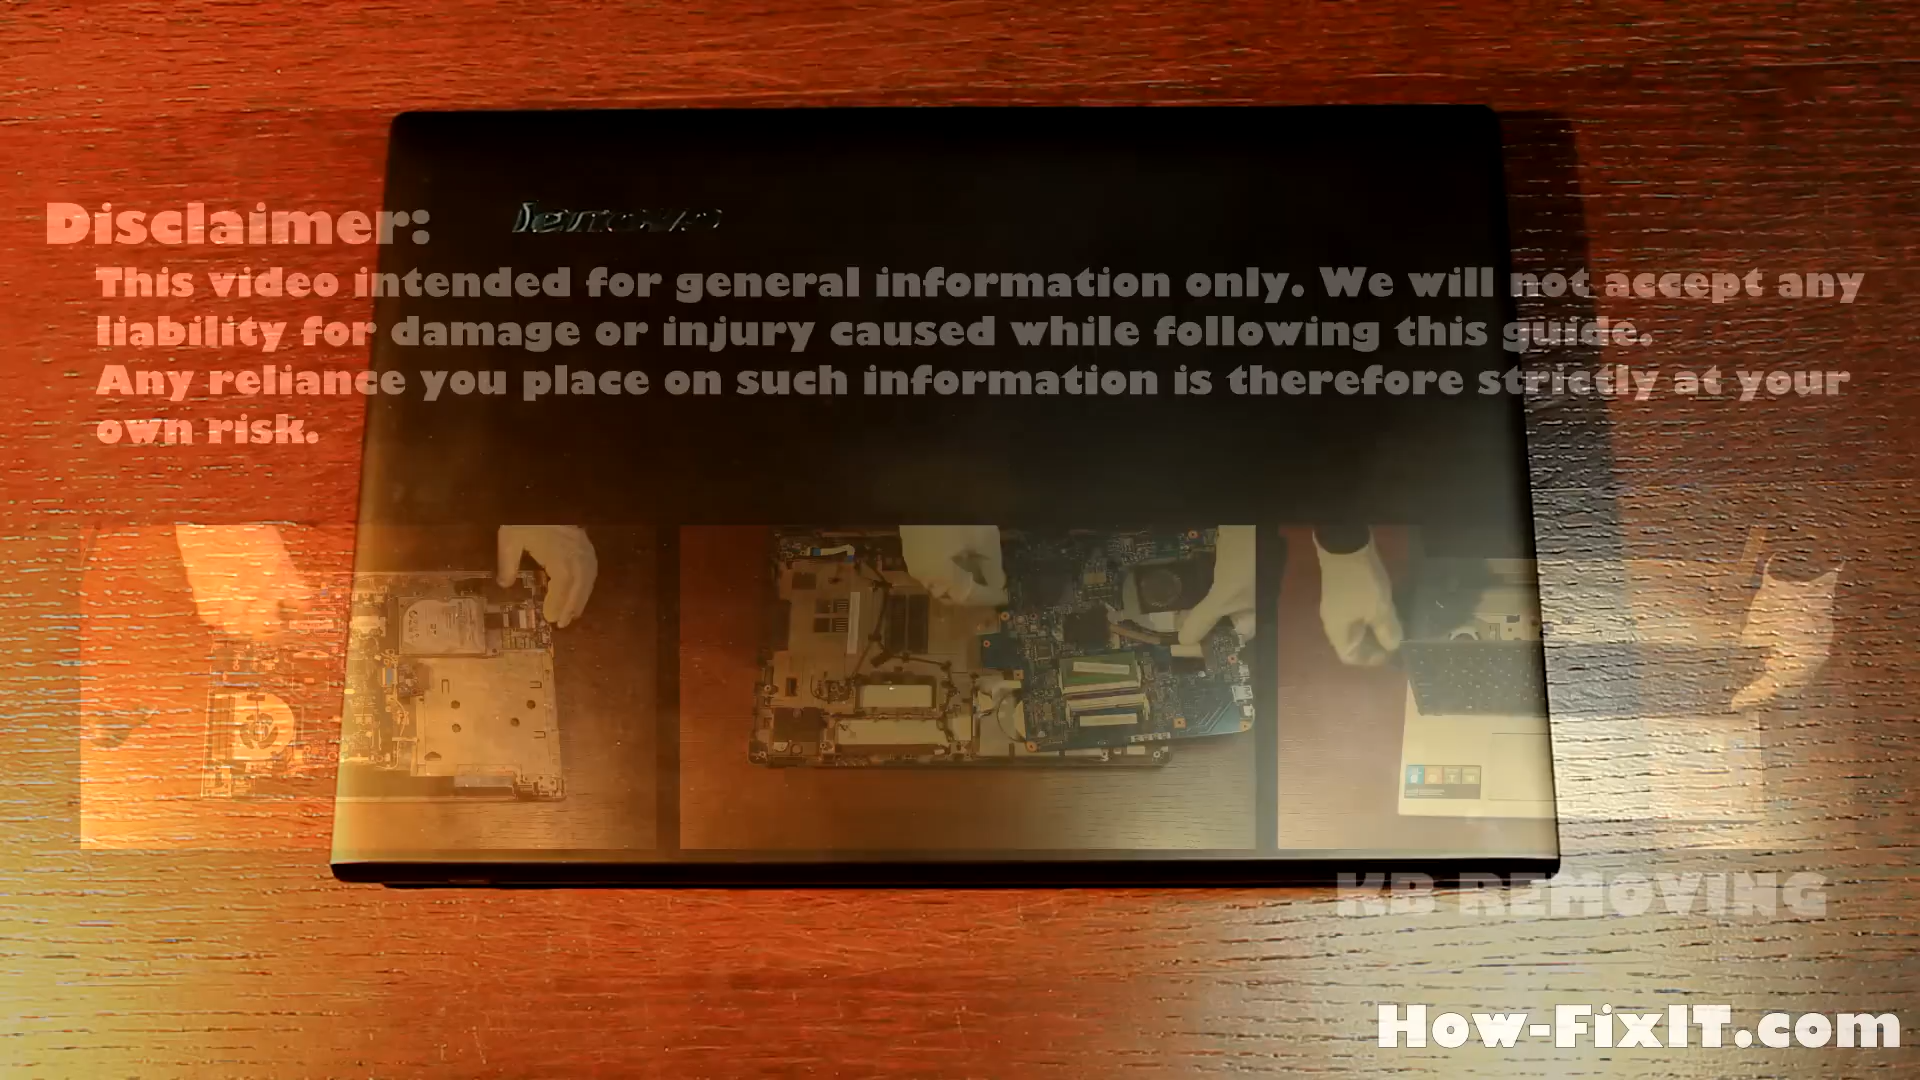 lenovo
Disclaimer:
This video intended for general information only. We will not accept any
liability for damage or injury caused while following this guide.
Any reliance you place on such information is therefore strictly at your
own risk.
KB REMOVING
How-FixIT.com